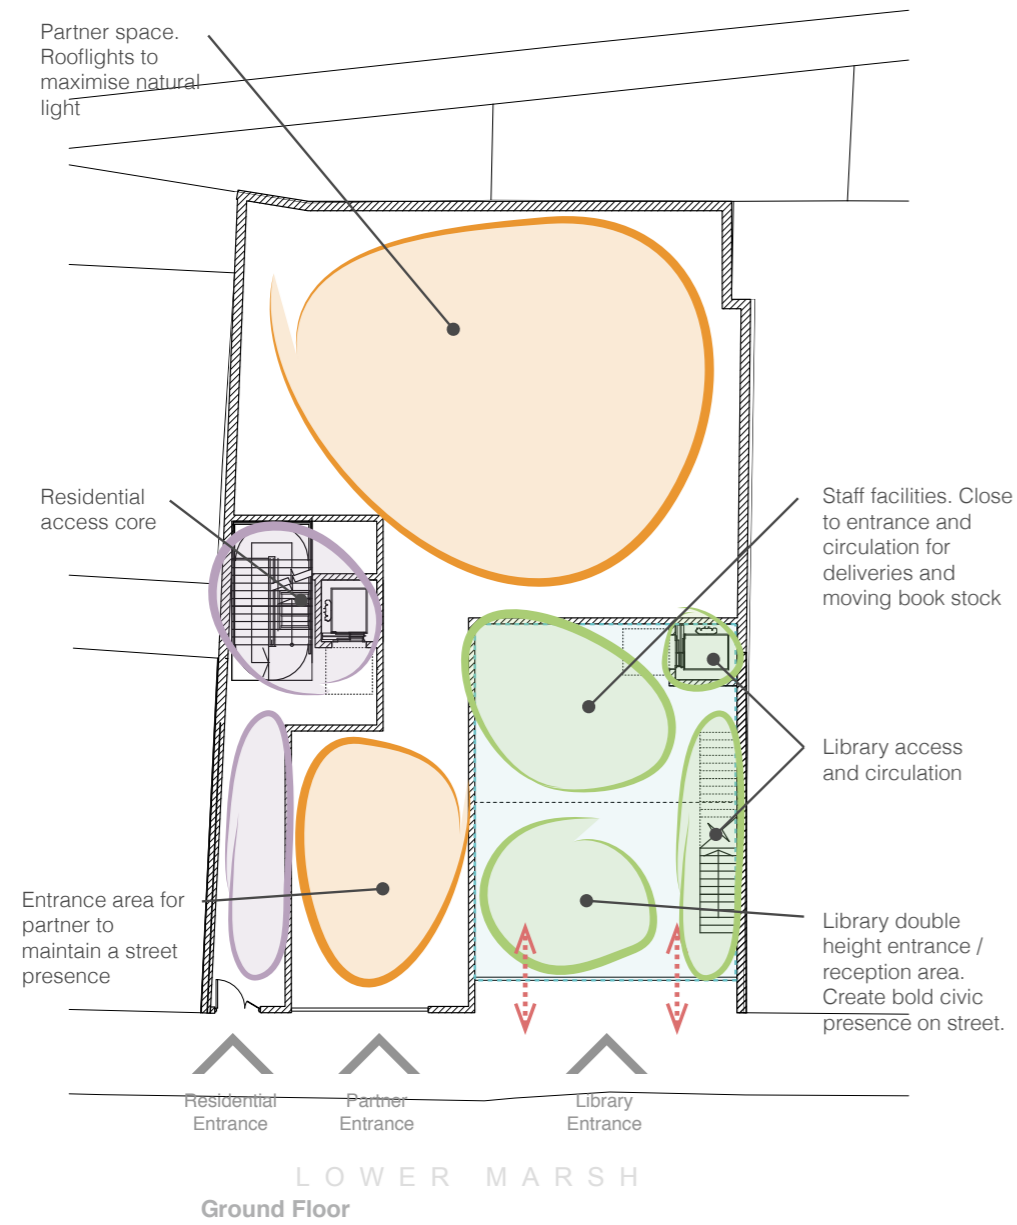 Partner space.
Rooflights to
maximise natural
light
Residential
access core
Staff facilities. Close
to entrance and
circulation for
deliveries and
moving book stock
Library access
and circulation
Entrance area for
partner to
maintain a street
presence
Library double
height entrance /
reception area.
Create bold civic
presence on street.
Residential
Entrance
Partner
Entrance
Library
Entrance
LOWER MARSH
Ground Floor